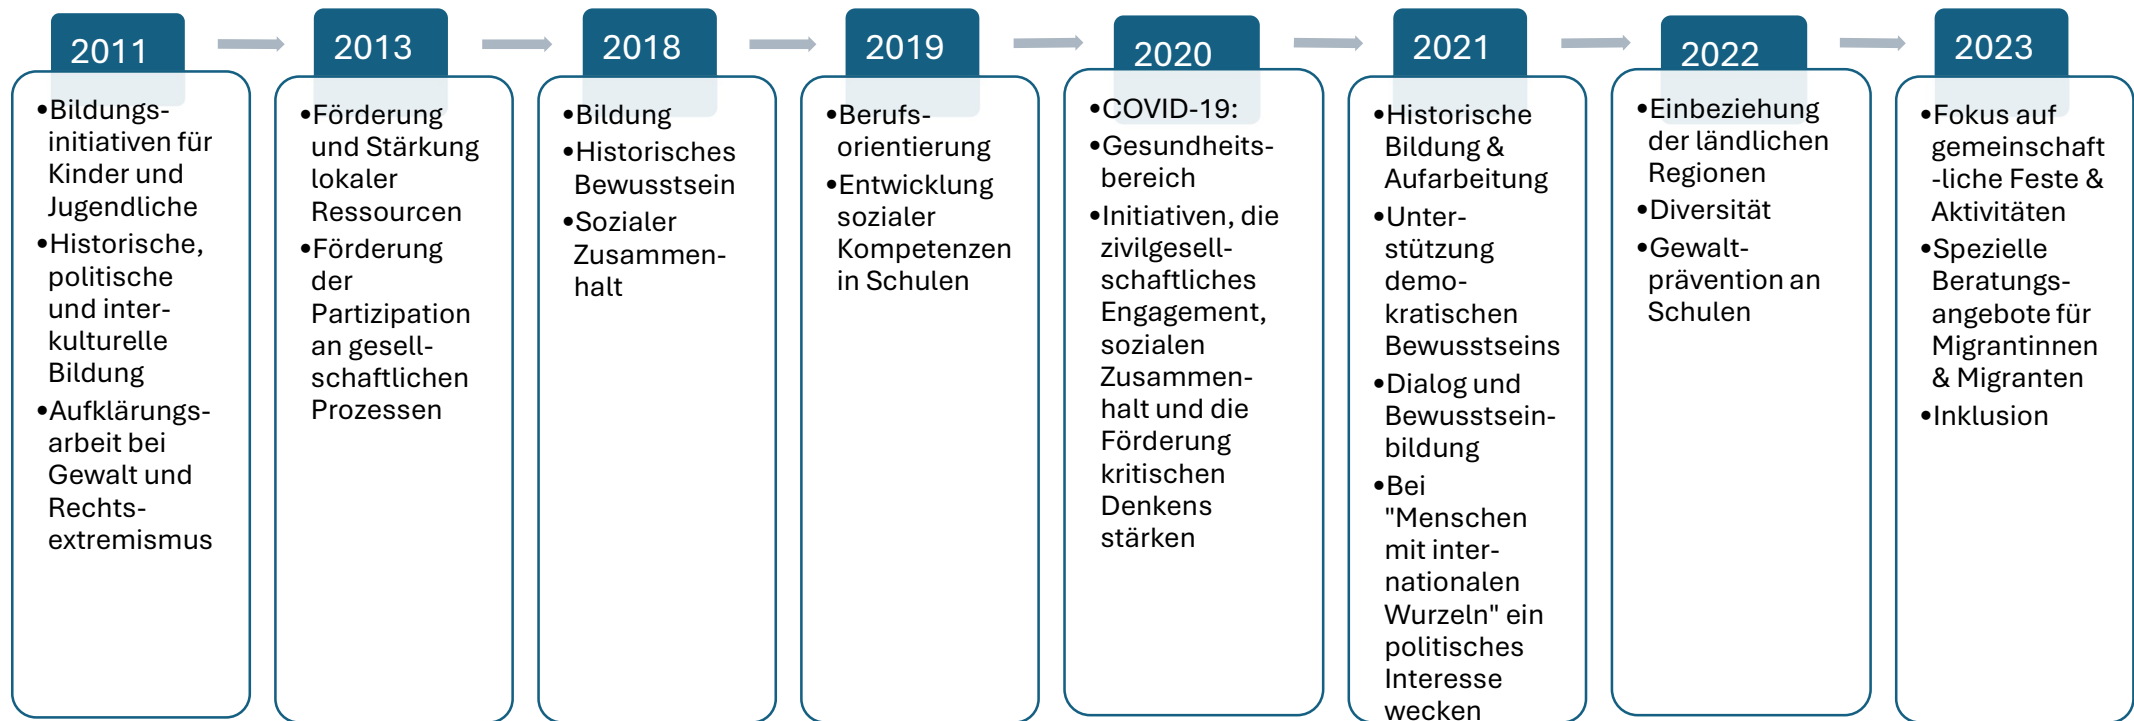 2011
•Bildungs-
initiativen für
Kinder und
Jugendliche
•Historische,
politische
und inter-
kulturelle
Bildung
•Aufklärungs-
arbeit bei
Gewalt und
Rechts-
extremismus
2013
•Förderung
und Stärkung
lokaler
Ressourcen
•Förderung
der
Partizipation
an gesell-
schaftlichen
Prozessen
2018
•Bildung
•Historisches
Bewusstsein
•Sozialer
Zusammen-
halt
2019
•Berufs-
orientierung
•Entwicklung
sozialer
Kompetenzen
in Schulen
2020
•COVID-19:
•Gesundheits-
bereich
•Initiativen, die
zivilgesell-
schaftliches
Engagement,
sozialen
Zusammen-
halt und die
Förderung
kritischen
Denkens
stärken
2021
•Historische
Bildung &
Aufarbeitung
•Unter-
stützung
demo-
kratischen
Bewusstseins
•Dialog und
Bewusstsein-
bildung
•Bei
"Menschen
mit inter-
nationalen
Wurzeln" ein
politisches
Interesse
wecken
2022
•Einbeziehung
der ländlichen
Regionen
•Diversität
•Gewalt-
prävention an
Schulen
2023
•Fokus auf
gemeinschaft
-liche Feste &
Aktivitäten
•Spezielle
Beratungs-
angebote für
Migrantinnen
& Migranten
•Inklusion